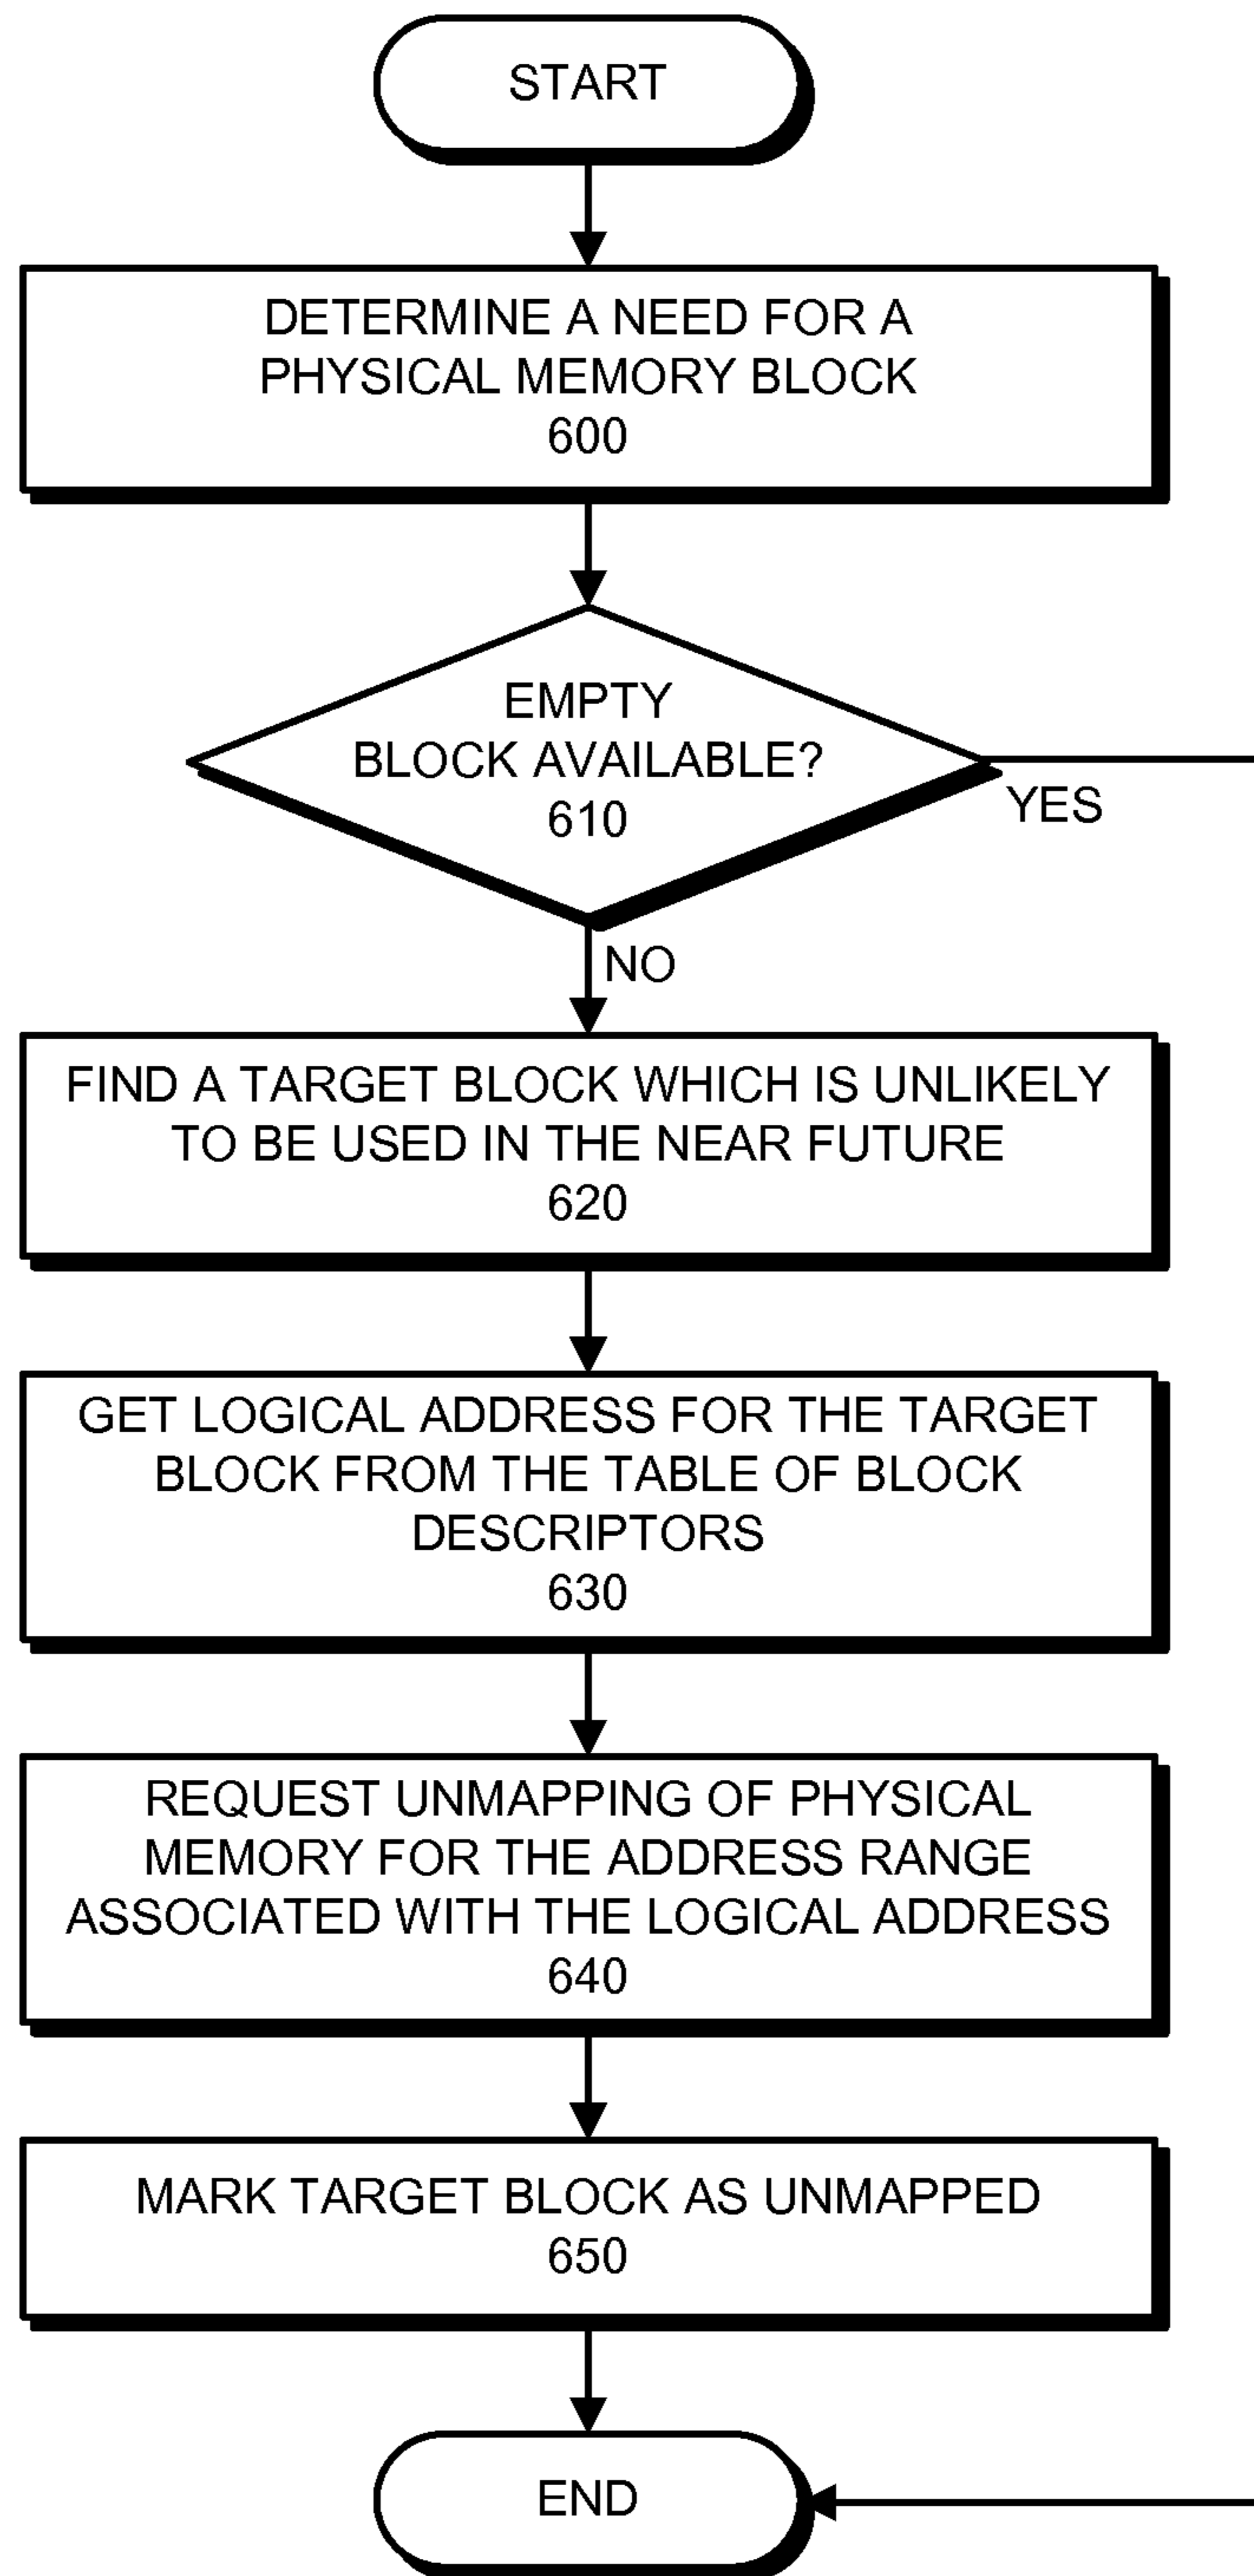 START
DETERMINE A NEED FOR A
PHYSICAL MEMORY BLOCK
600
EMPTY
BLOCK AVAILABLE?
610
YES
NO
FIND A TARGET BLOCK WHICH IS UNLIKELY
TO BE USED IN THE NEAR FUTURE
620
GET LOGICAL ADDRESS FOR THE TARGET
BLOCK FROM THE TABLE OF BLOCK
DESCRIPTORS
630
REQUEST UNMAPPING OF PHYSICAL
MEMORY FOR THE ADDRESS RANGE
ASSOCIATED WITH THE LOGICAL ADDRESS
640
MARK TARGET BLOCK AS UNMAPPED
650
END